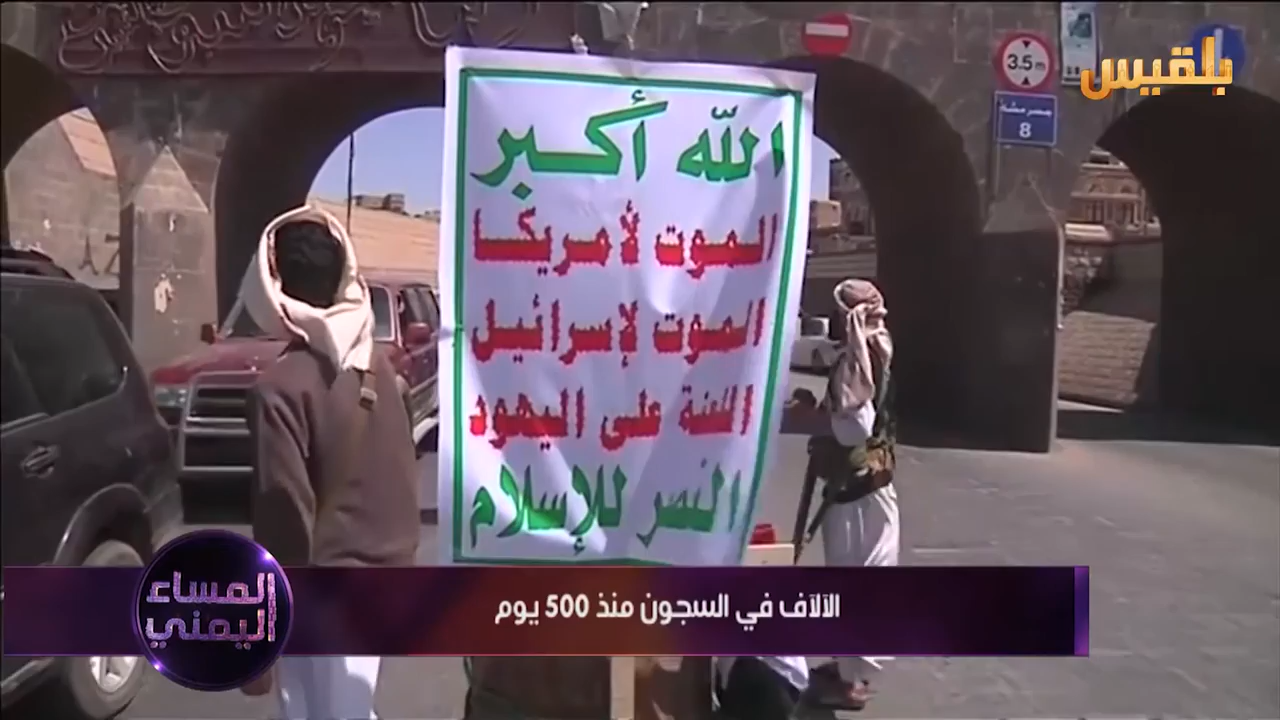 بلقيس
3.5 m
8
الله أكبر
الموت لأمريكا
الموت لإسرائيل
اللعنة على اليهود
النصر للإسلام
الآلاف في السجون منذ 500 يوم
المساء
اليمني